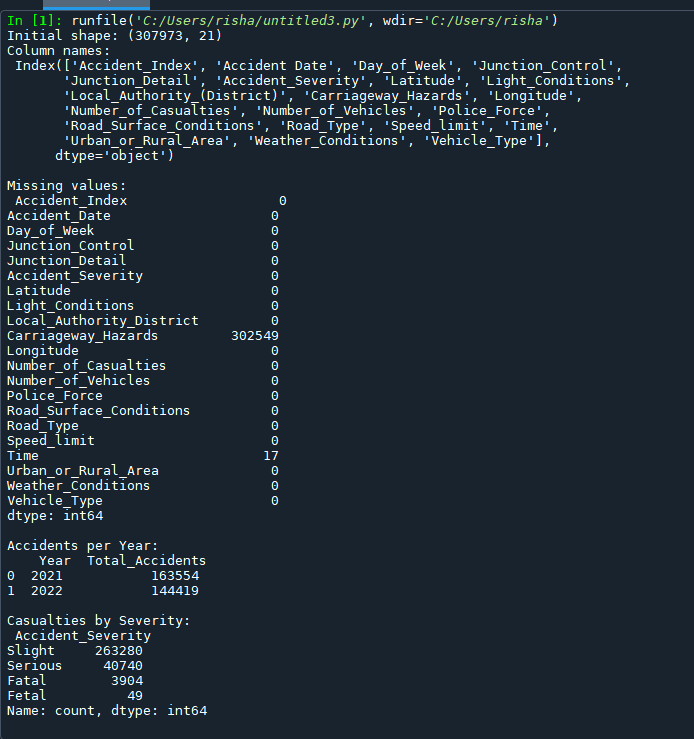 In [1]: runfile('C:/Users/risha/untitled3.py', wdir='C:/Users/risha')
Initial shape: (307973, 21)
Column names:
 Index(['Accident_Index', 'Accident Date', 'Day_of_Week', 'Junction_Control',
       'Junction_Detail', 'Accident_Severity', 'Latitude', 'Light_Conditions',
       'Local_Authority_(District)', 'Carriageway_Hazards', 'Longitude',
       'Number_of_Casualties', 'Number_of_Vehicles', 'Police_Force',
       'Road_Surface_Conditions', 'Road_Type', 'Speed_limit', 'Time',
       'Urban_or_Rural_Area', 'Weather_Conditions', 'Vehicle_Type'],
      dtype='object')

Missing values:
 Accident_Index                   0
Accident_Date                    0
Day_of_Week                      0
Junction_Control                 0
Junction_Detail                  0
Accident_Severity                0
Latitude                         0
Light_Conditions                 0
Local_Authority_District         0
Carriageway_Hazards         302549
Longitude                        0
Number_of_Casualties             0
Number_of_Vehicles               0
Police_Force                     0
Road_Surface_Conditions          0
Road_Type                        0
Speed_limit                      0
Time                            17
Urban_or_Rural_Area              0
Weather_Conditions               0
Vehicle_Type                     0
dtype: int64

Accidents per Year:
    Year  Total_Accidents
0  2021           163554
1  2022           144419

Casualties by Severity:
 Accident_Severity
Slight     263280
Serious     40740
Fatal        3904
Fetal          49
Name: count, dtype: int64